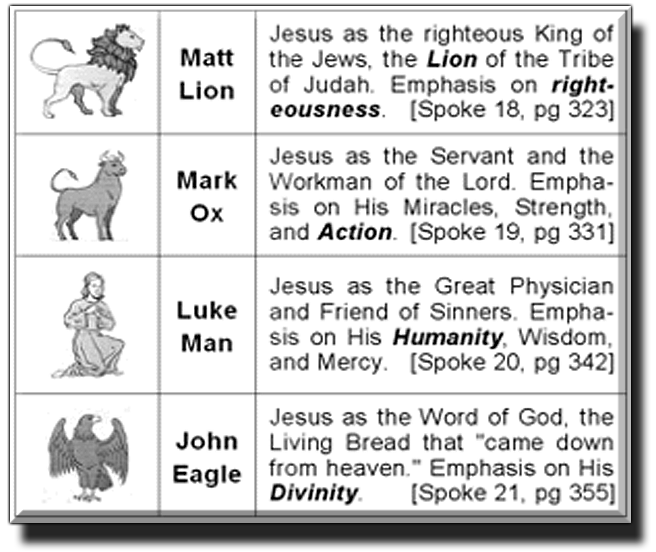 Matt
Lion
Jesus as the righteous King of
the Jews, the Lion of the Tribe
of Judah. Emphasis on right-
eousness. [Spoke 18, pg 323]
Mark
Ox
Jesus as the Servant and the
Workman of the Lord. Empha-
sis on His Miracles, Strength,
and Action. [Spoke 19, pg 331]
Luke
Man
Jesus as the Great Physician
and Friend of Sinners. Empha-
sis on His Humanity, Wisdom,
and Mercy. [Spoke 20, pg 342]
John
Eagle
Jesus as the Word of God, the
Living Bread that "came down
from heaven." Emphasis on His
Divinity. [Spoke 21, pg 355]